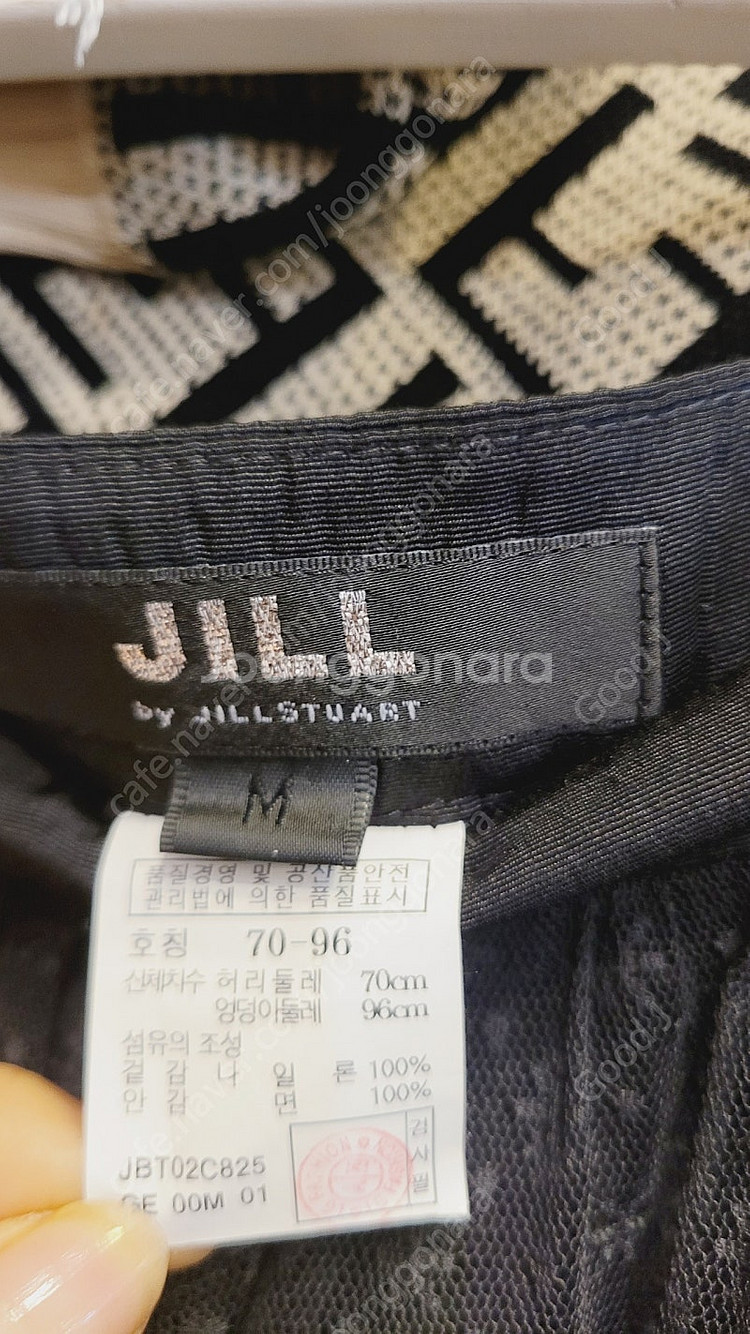 JILL
by JILLSTUART
M
품질경영 및 공산품안전
관리법에 의한 품질표시
호칭 70-96
신체치수 허리둘레 70cm
엉덩이둘레 96cm
섬유의 조성
겉감 나일론 100%
안감 면 100%
JBT02C825
GE 00M 01
검사필
joonggonara
cafe.naver.com/joonggonara
Good J